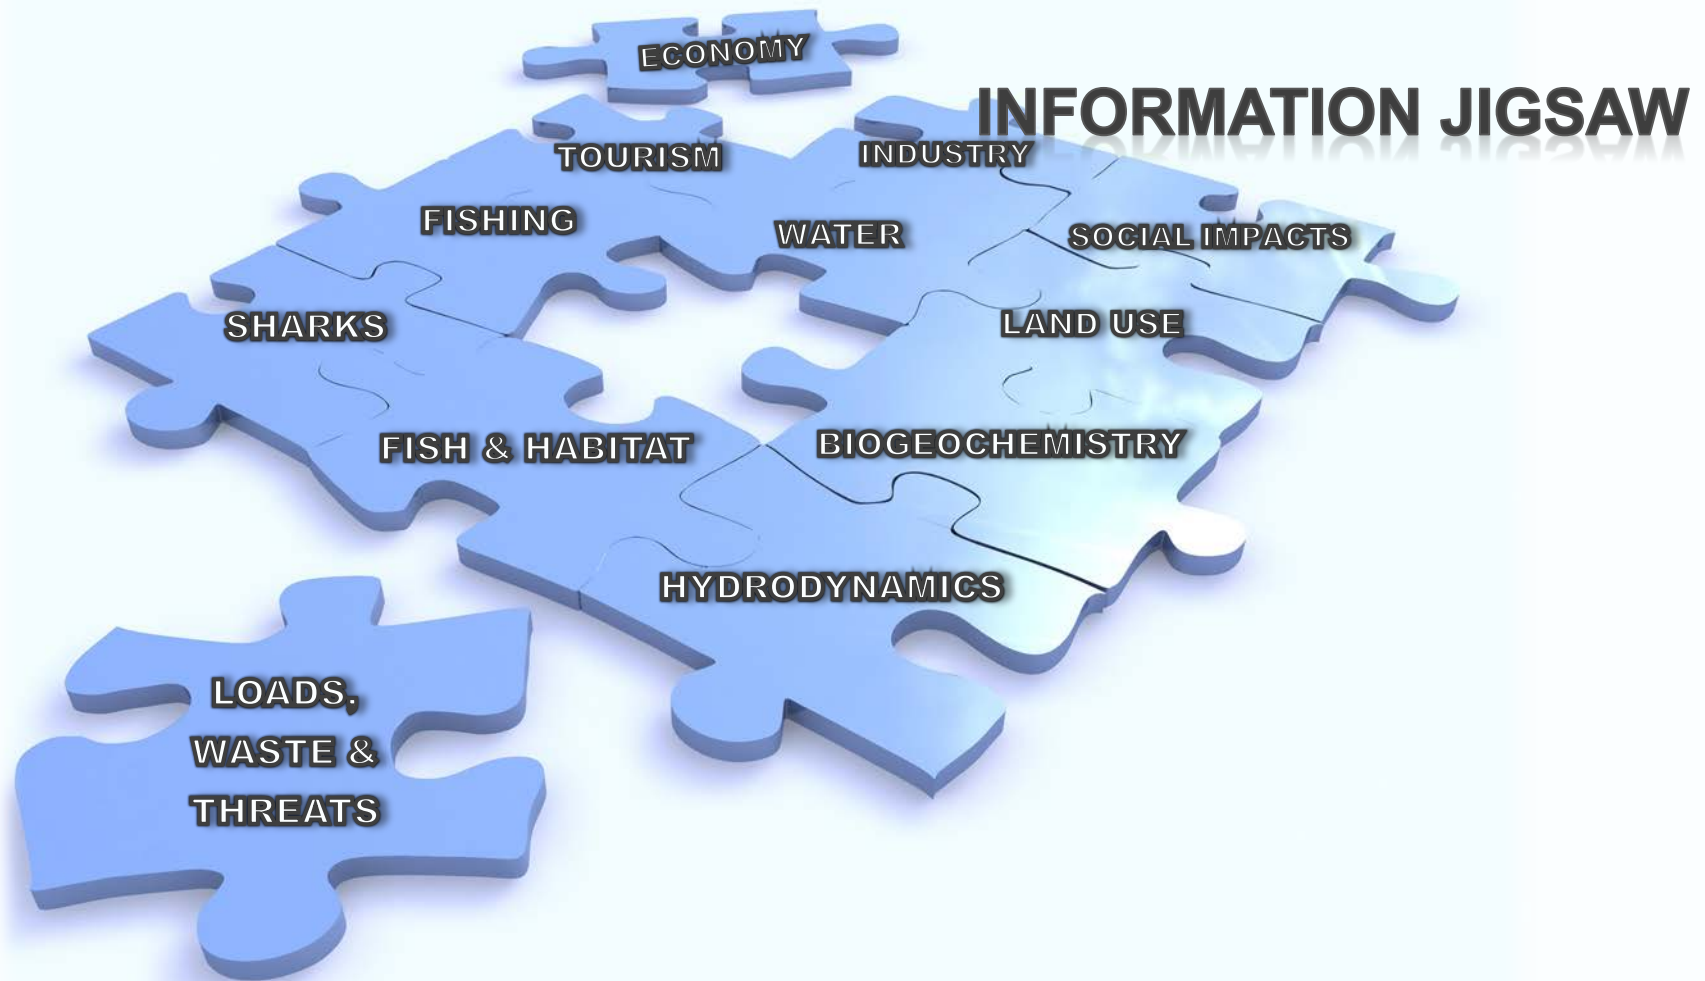 ECONOMY
INFORMATION JIGSAW
TOURISM
INDUSTRY
FISHING
WATER
SOCIAL IMPACTS
SHARKS
LAND USE
FISH & HABITAT
BIOGEOCHEMISTRY
HYDRODYNAMICS
LOADS,
WASTE &
THREATS